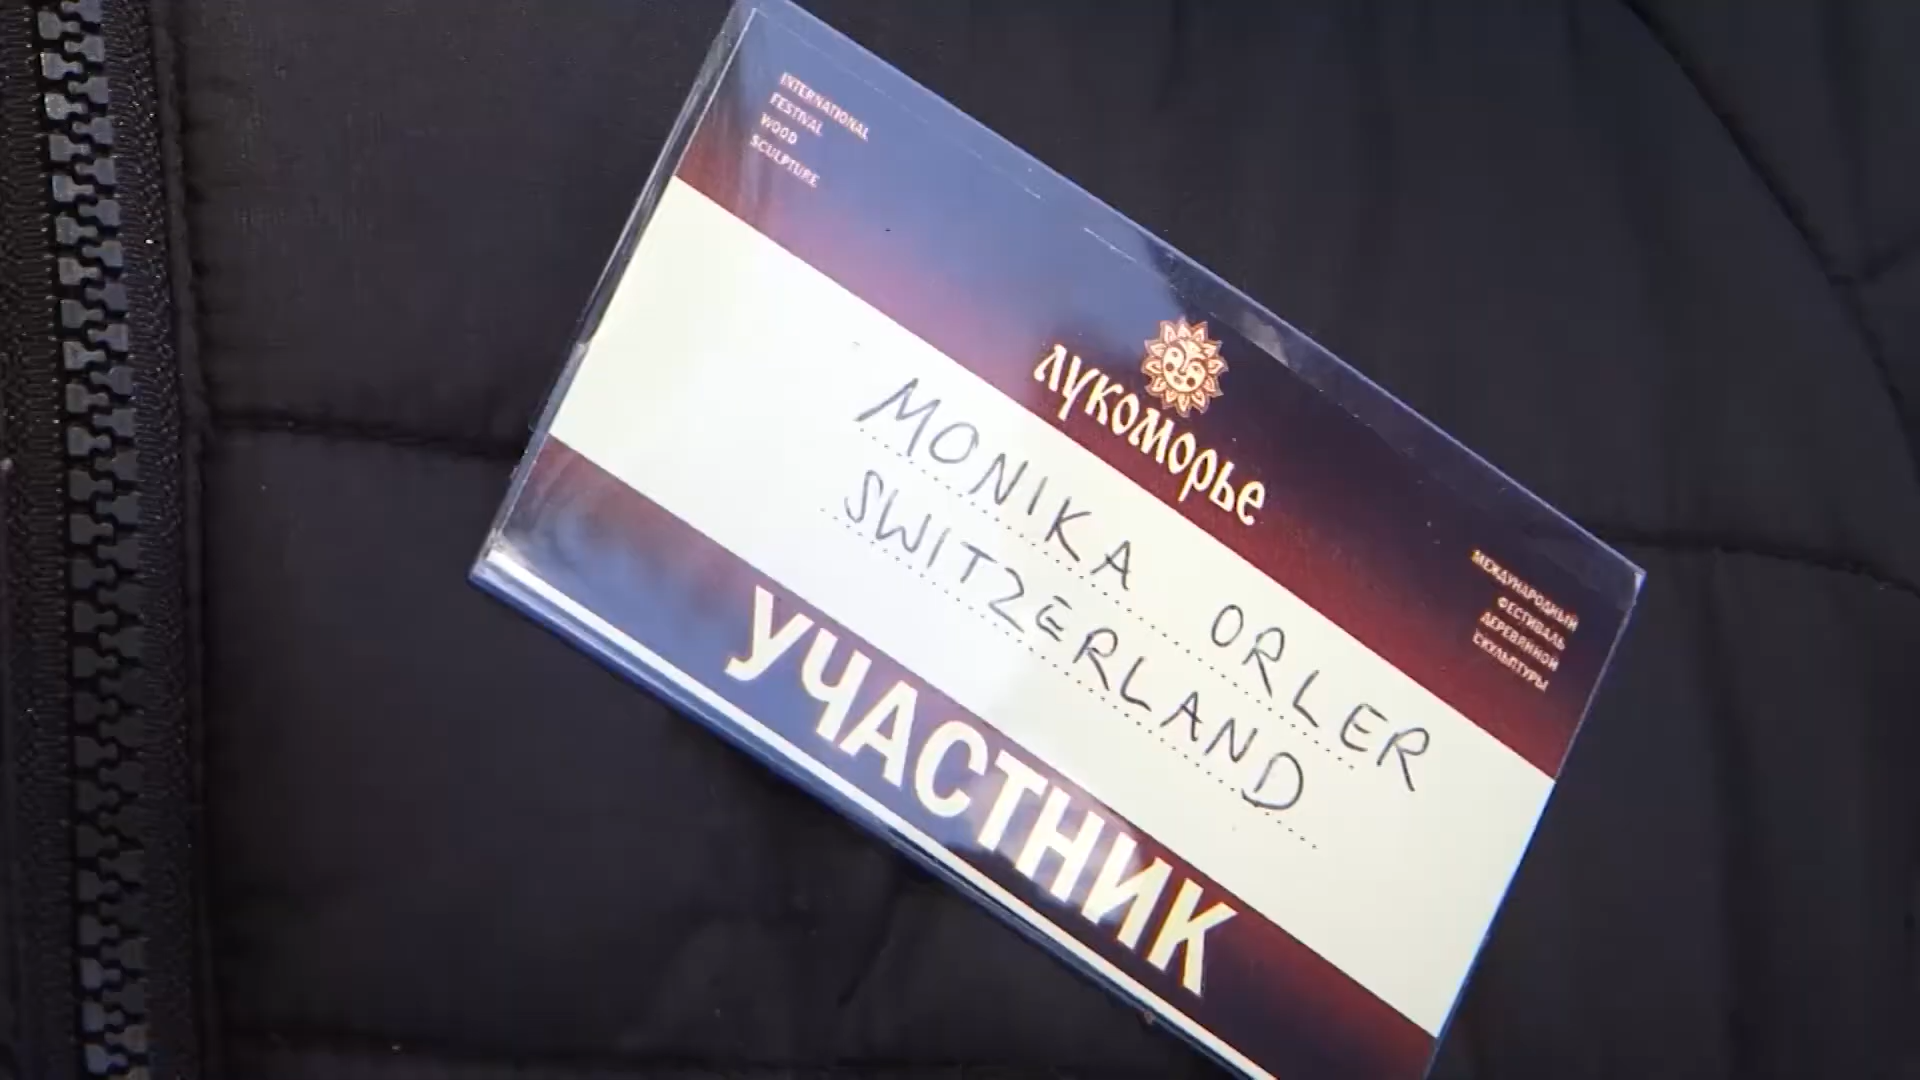 INTERNATIONAL
FESTIVAL
WOOD
SCULPTURE
ЛУКОМОРЬЕ
МЕЖДУНАРОДНЫЙ
ФЕСТИВАЛЬ
ДЕРЕВЯННОЙ
СКУЛЬПТУРЫ
MONIKA ORLER
SWITZERLAND
УЧАСТНИК